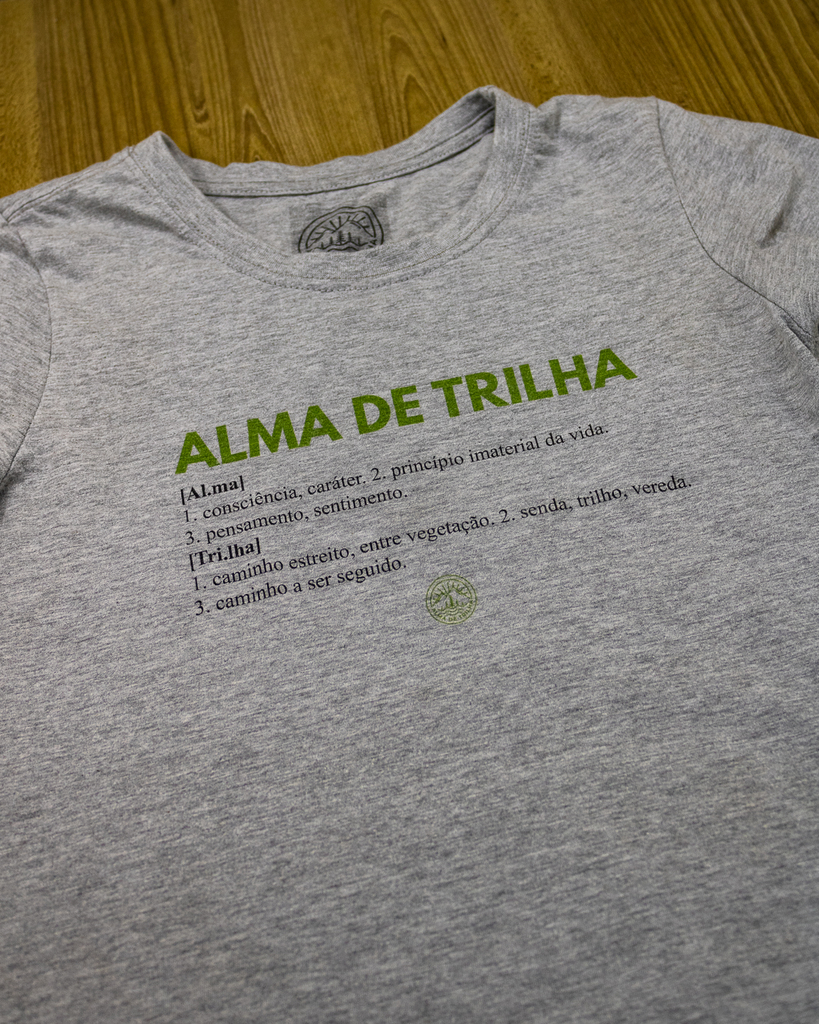 ALMA DE TRILHA
[Al.ma]
1. consciência, caráter. 2. princípio imaterial da vida.
3. pensamento, sentimento.
[Tri.lha]
1. caminho estreito, entre vegetação. 2. senda, trilho, vereda.
3. caminho a ser seguido.